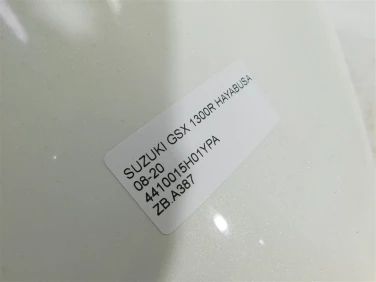 SUZUKI GSX 1300R HAYABUSA
08-20
4410015H01YPA
ZB.A387